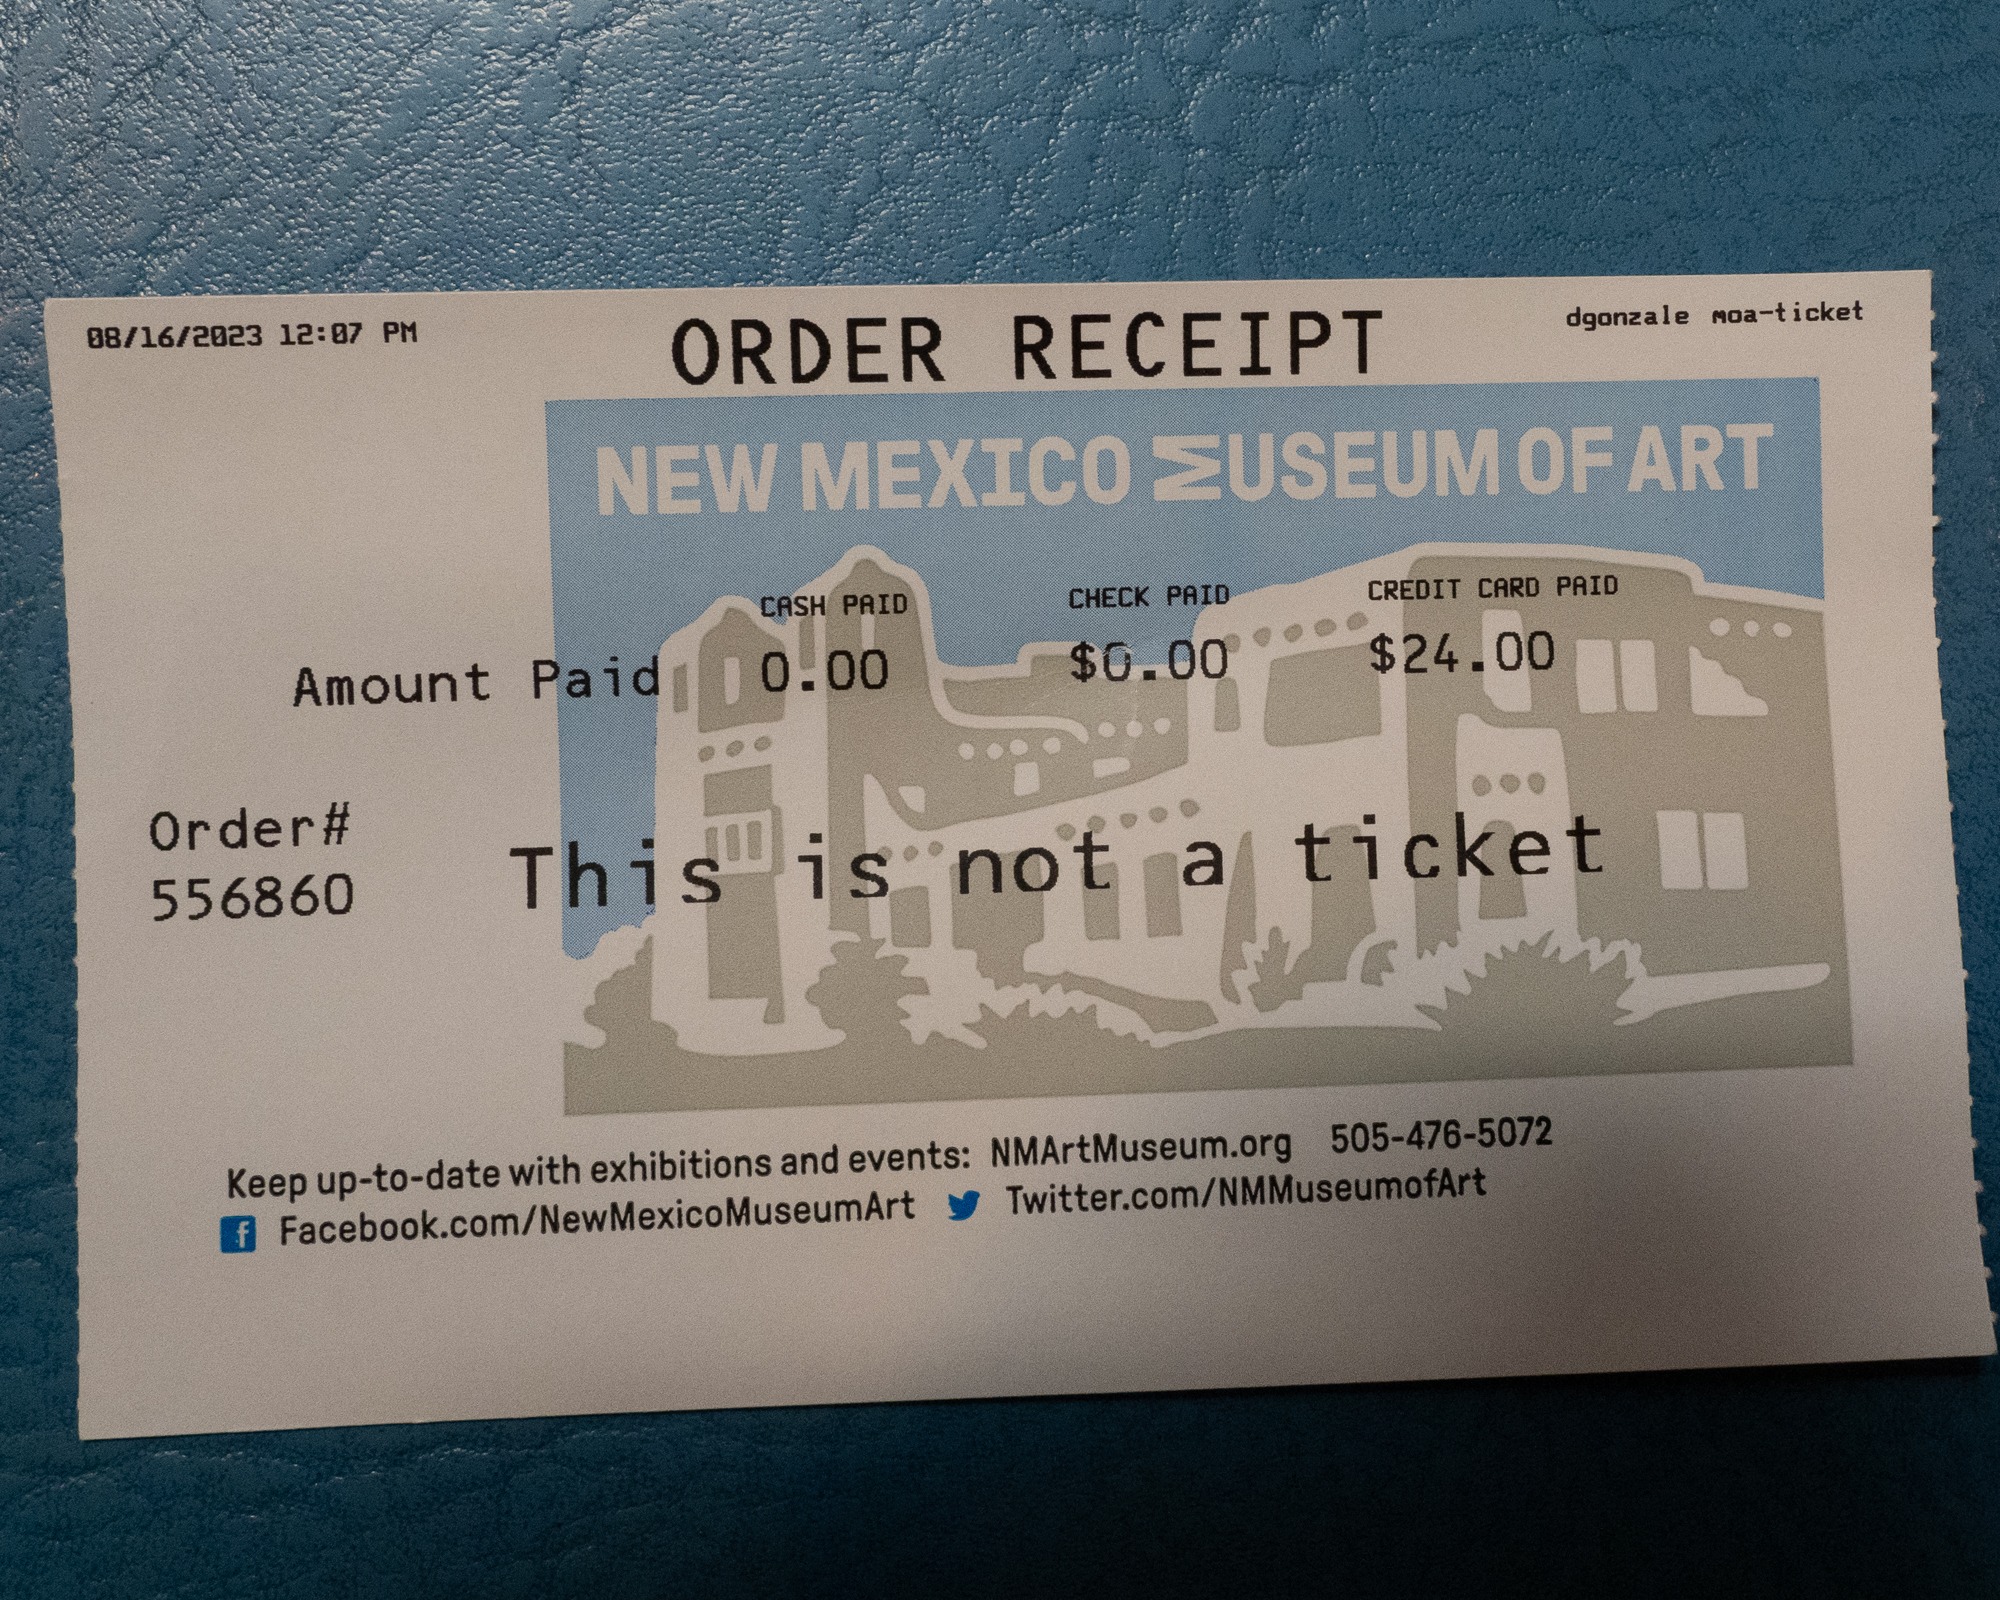 08/16/2023 12:07 PM
ORDER RECEIPT
dgonzale moa-ticket
NEW MEXICO MUSEUM OF ART
CASH PAID CHECK PAID CREDIT CARD PAID
Amount Paid 0.00 $0.00 $24.00
Order#
556860
This is not a ticket
Keep up-to-date with exhibitions and events: NMArtMuseum.org 505-476-5072
Facebook.com/NewMexicoMuseumArt Twitter.com/NMMuseumofArt